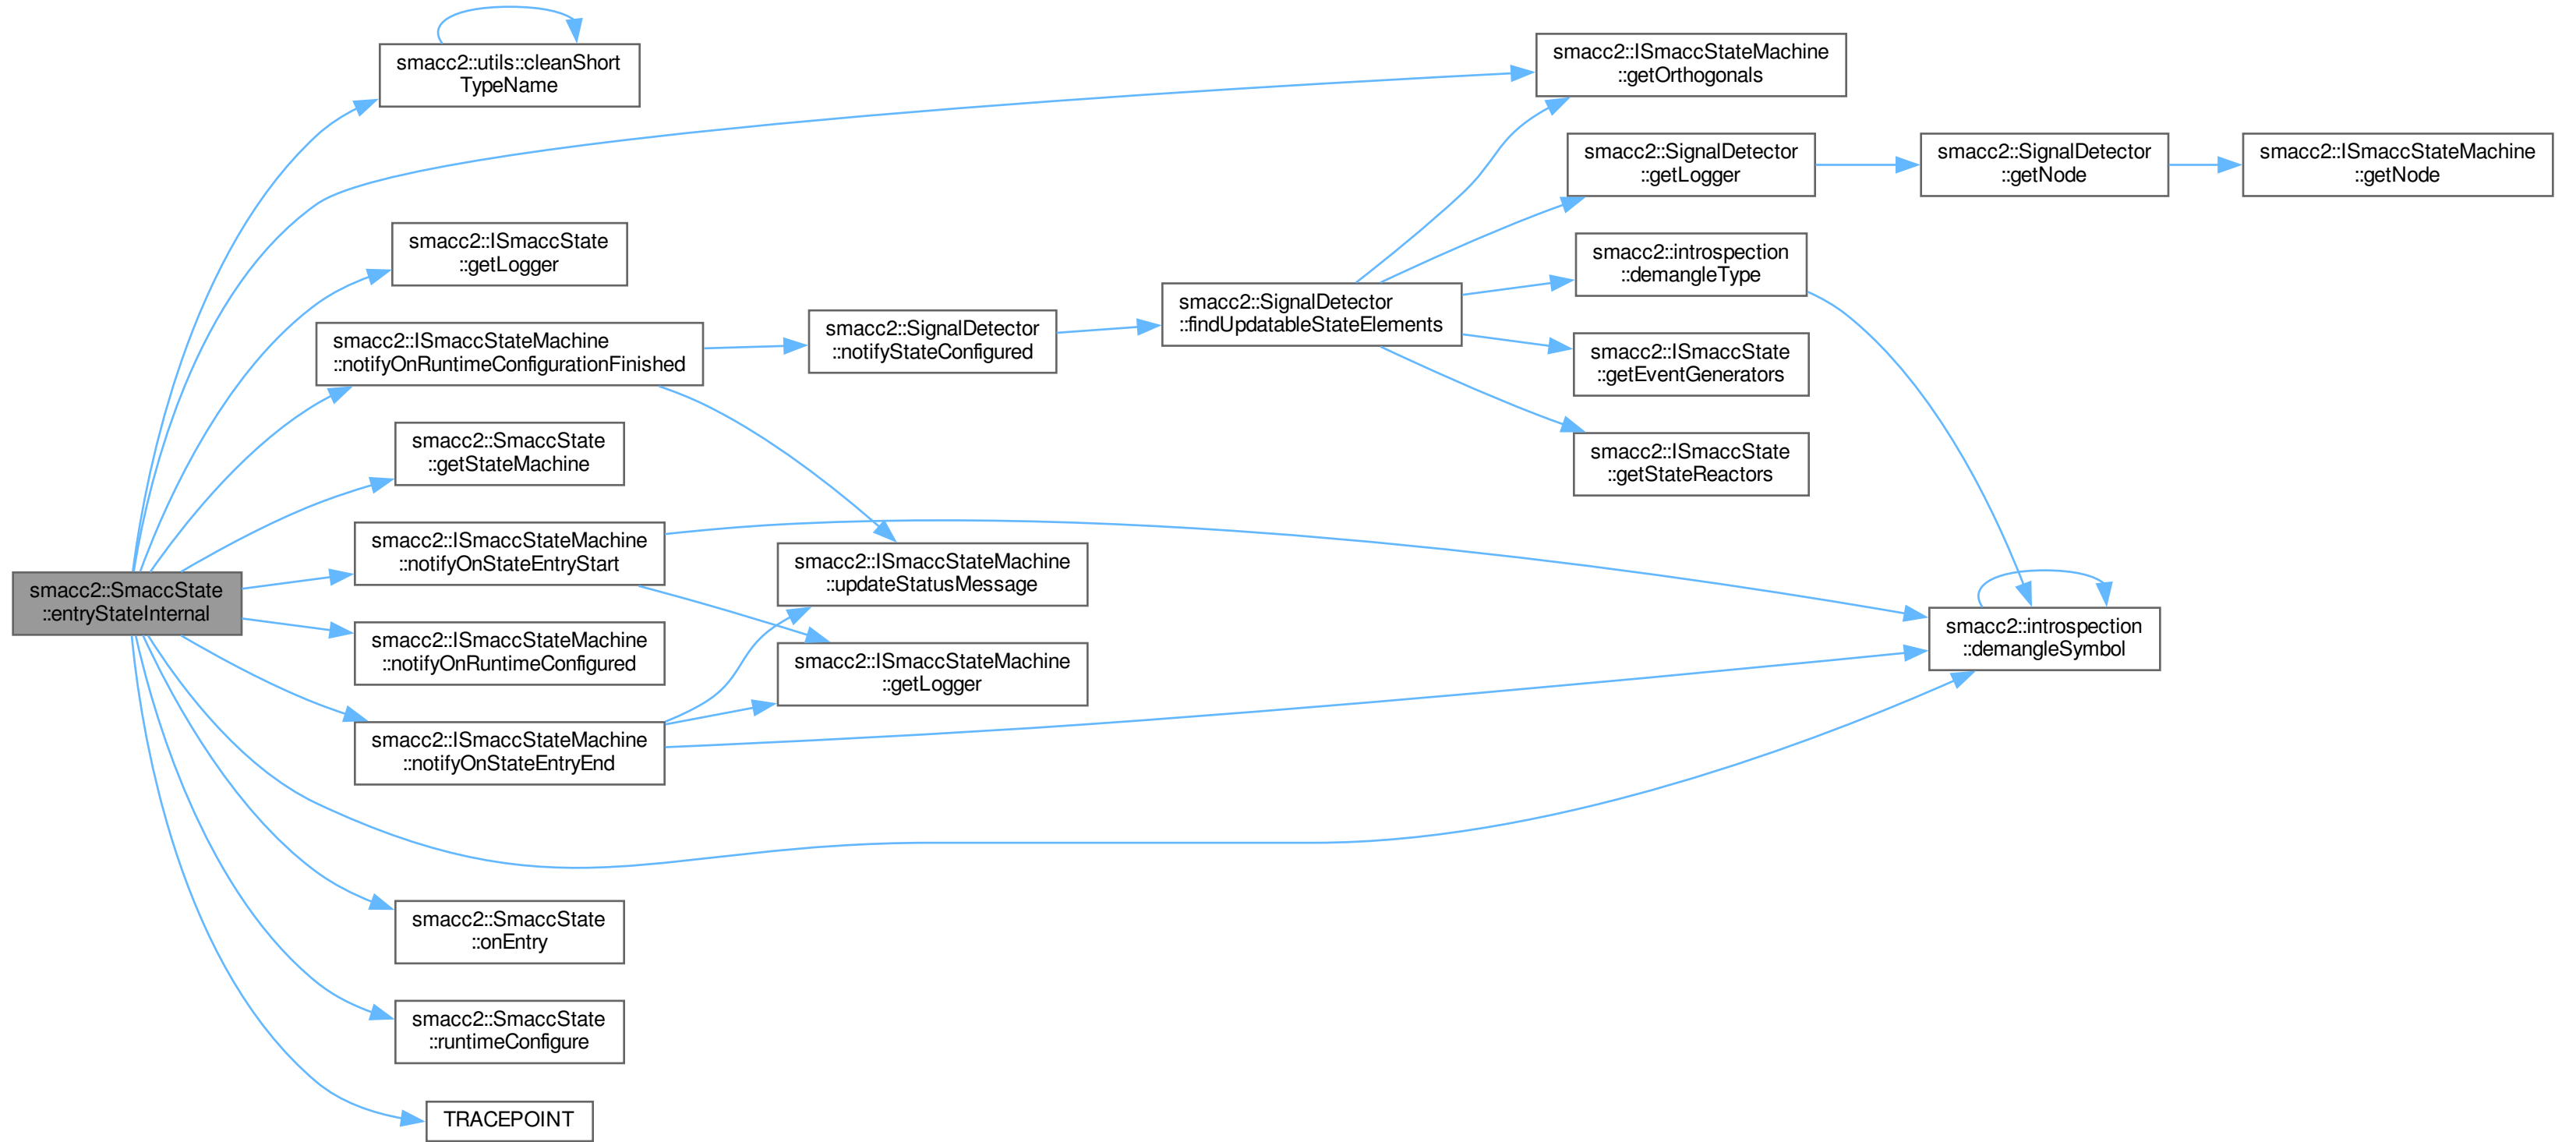 smacc2::SmaccState
::entryStateInternal
smacc2::utils::cleanShort
TypeName
smacc2::ISmaccState
::getLogger
smacc2::ISmaccStateMachine
::notifyOnRuntimeConfigurationFinished
smacc2::SmaccState
::getStateMachine
smacc2::ISmaccStateMachine
::notifyOnStateEntryStart
smacc2::ISmaccStateMachine
::notifyOnRuntimeConfigured
smacc2::ISmaccStateMachine
::notifyOnStateEntryEnd
smacc2::SmaccState
::onEntry
smacc2::SmaccState
::runtimeConfigure
TRACEPOINT
smacc2::SignalDetector
::notifyStateConfigured
smacc2::ISmaccStateMachine
::updateStatusMessage
smacc2::ISmaccStateMachine
::getLogger
smacc2::SignalDetector
::findUpdatableStateElements
smacc2::ISmaccStateMachine
::getOrthogonals
smacc2::SignalDetector
::getLogger
smacc2::introspection
::demangleType
smacc2::ISmaccState
::getEventGenerators
smacc2::ISmaccState
::getStateReactors
smacc2::SignalDetector
::getNode
smacc2::introspection
::demangleSymbol
smacc2::ISmaccStateMachine
::getNode